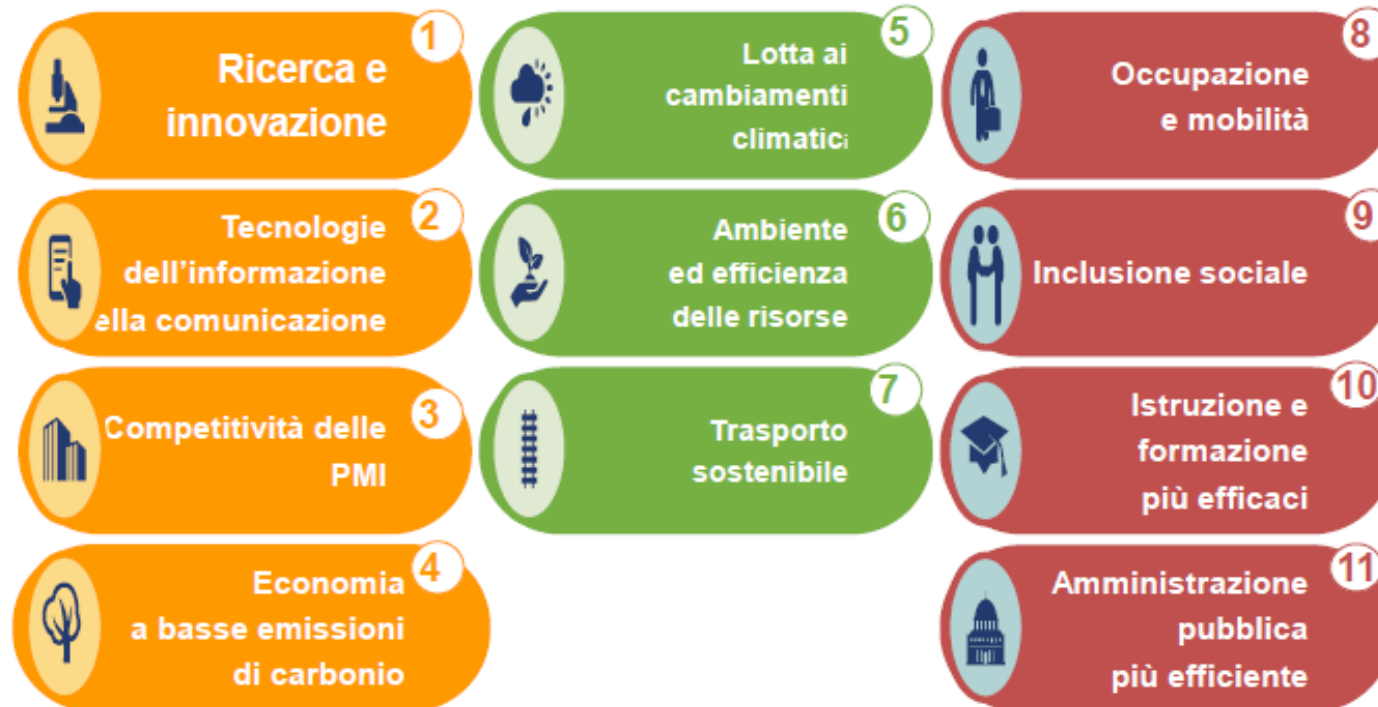 1
Ricerca e
innovazione
2
Tecnologie
dell'informazione
ella comunicazione
3
Competitività delle
PMI
4
Economia
a basse emissioni
di carbonio
5
Lotta ai
cambiamenti
climatici
6
Ambiente
ed efficienza
delle risorse
7
Trasporto
sostenibile
8
Occupazione
e mobilità
9
Inclusione sociale
10
Istruzione e
formazione
più efficaci
11
Amministrazione
pubblica
più efficiente